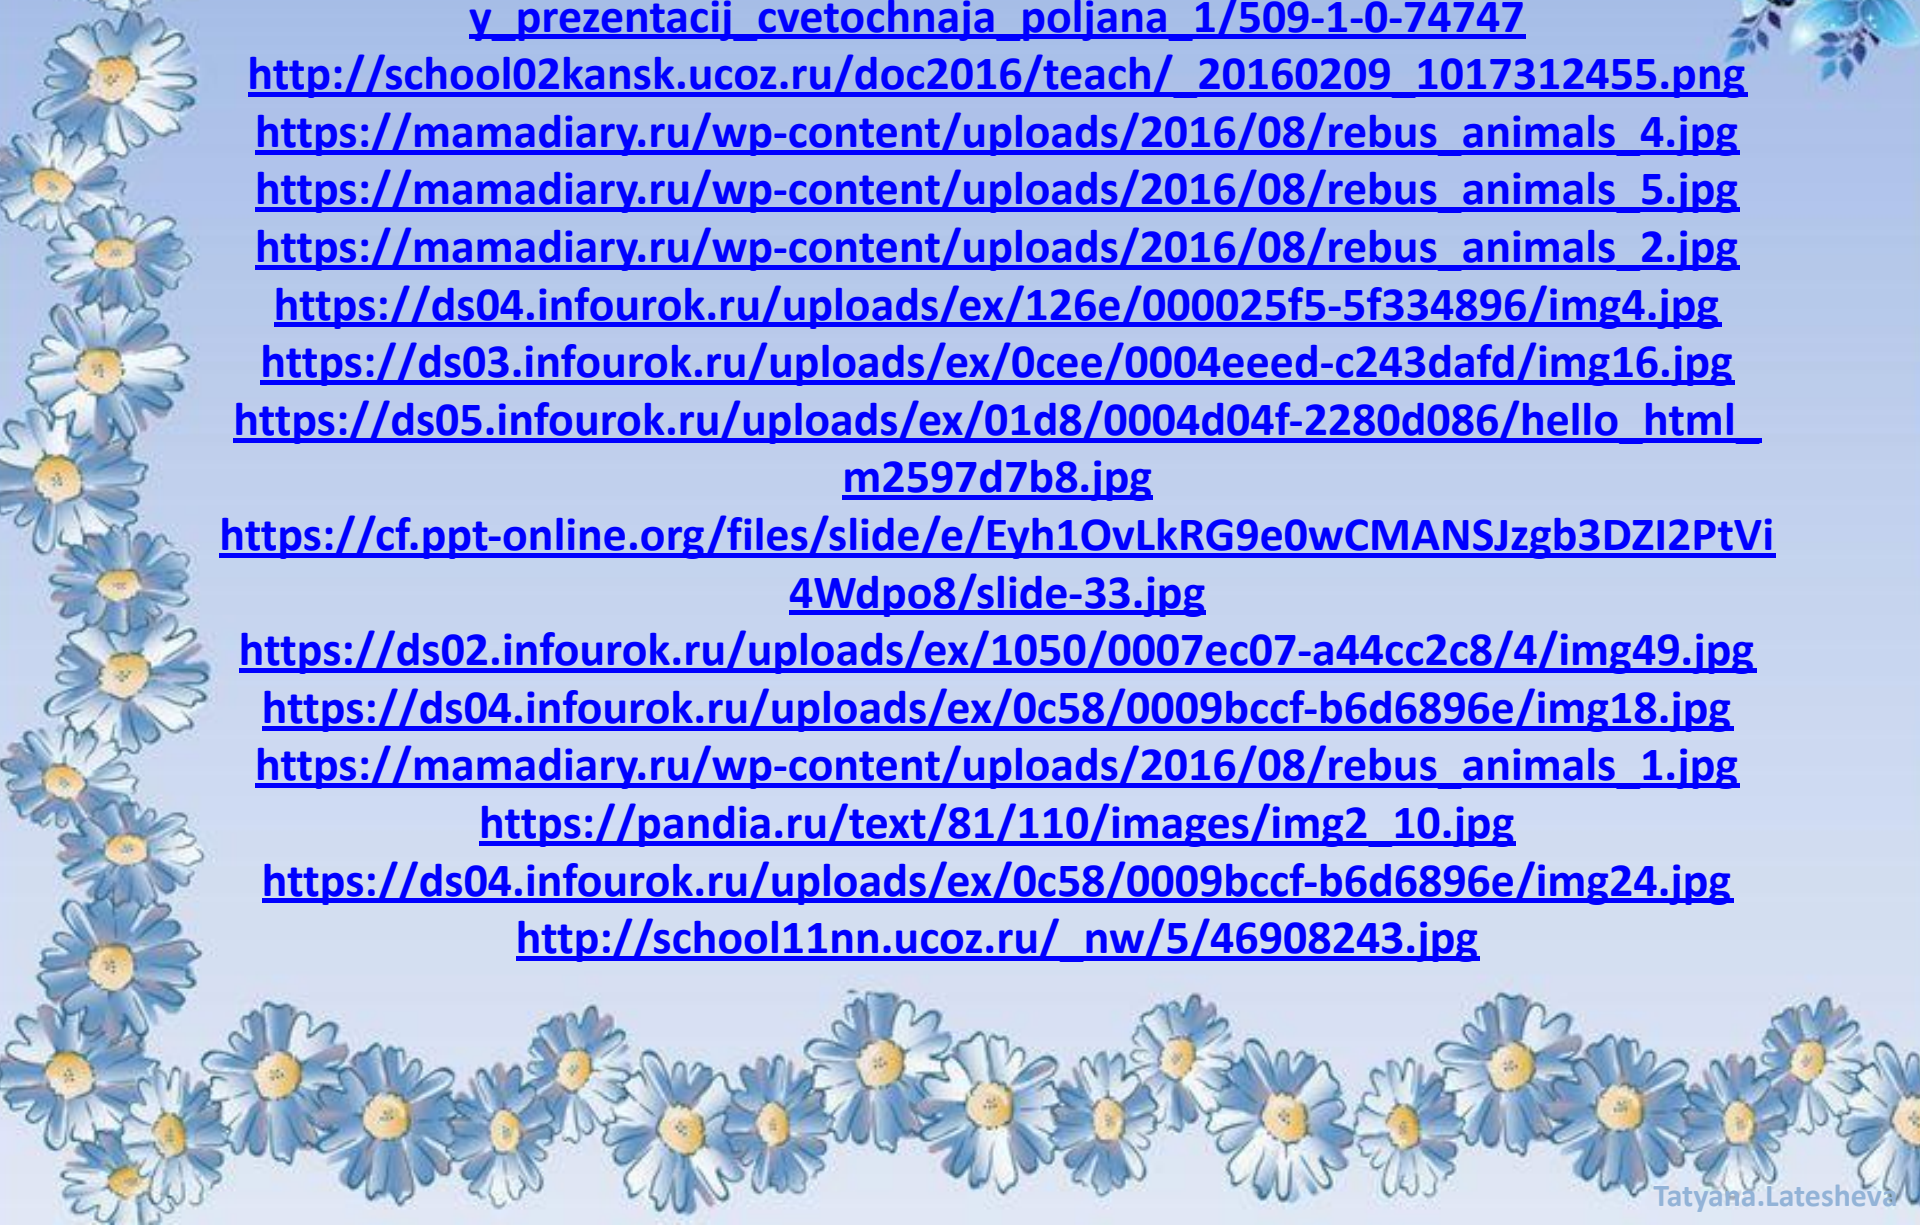 y_prezentacij_cvetochnaja_poljana_1/509-1-0-74747
http://school02kansk.ucoz.ru/doc2016/teach/_20160209_1017312455.png
https://mamadiary.ru/wp-content/uploads/2016/08/rebus_animals_4.jpg
https://mamadiary.ru/wp-content/uploads/2016/08/rebus_animals_5.jpg
https://mamadiary.ru/wp-content/uploads/2016/08/rebus_animals_2.jpg
https://ds04.infourok.ru/uploads/ex/126e/000025f5-5f334896/img4.jpg
https://ds03.infourok.ru/uploads/ex/0cee/0004eeed-c243dafd/img16.jpg
https://ds05.infourok.ru/uploads/ex/01d8/0004d04f-2280d086/hello_html_
m2597d7b8.jpg
https://cf.ppt-online.org/files/slide/e/Eyh1OvLkRG9e0wCMANSJzgb3DZI2PtVi
4Wdpo8/slide-33.jpg
https://ds02.infourok.ru/uploads/ex/1050/0007ec07-a44cc2c8/4/img49.jpg
https://ds04.infourok.ru/uploads/ex/0c58/0009bccf-b6d6896e/img18.jpg
https://mamadiary.ru/wp-content/uploads/2016/08/rebus_animals_1.jpg
https://pandia.ru/text/81/110/images/img2_10.jpg
https://ds04.infourok.ru/uploads/ex/0c58/0009bccf-b6d6896e/img24.jpg
http://school11nn.ucoz.ru/_nw/5/46908243.jpg
Tatyana.Latesheva